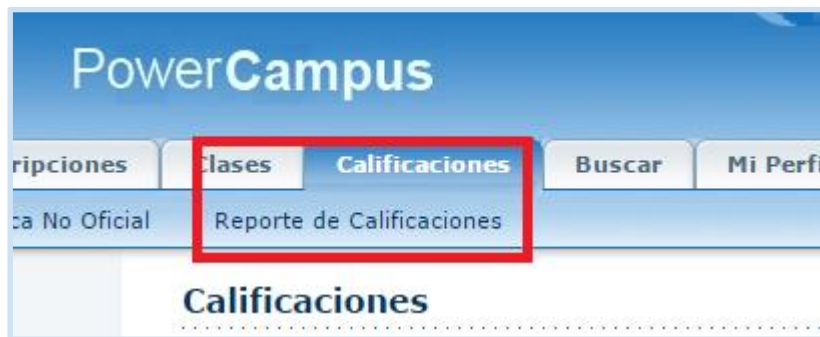 PowerCampus
ripciones Clases Calificaciones Buscar Mi Perfi
ca No Oficial Reporte de Calificaciones
Calificaciones